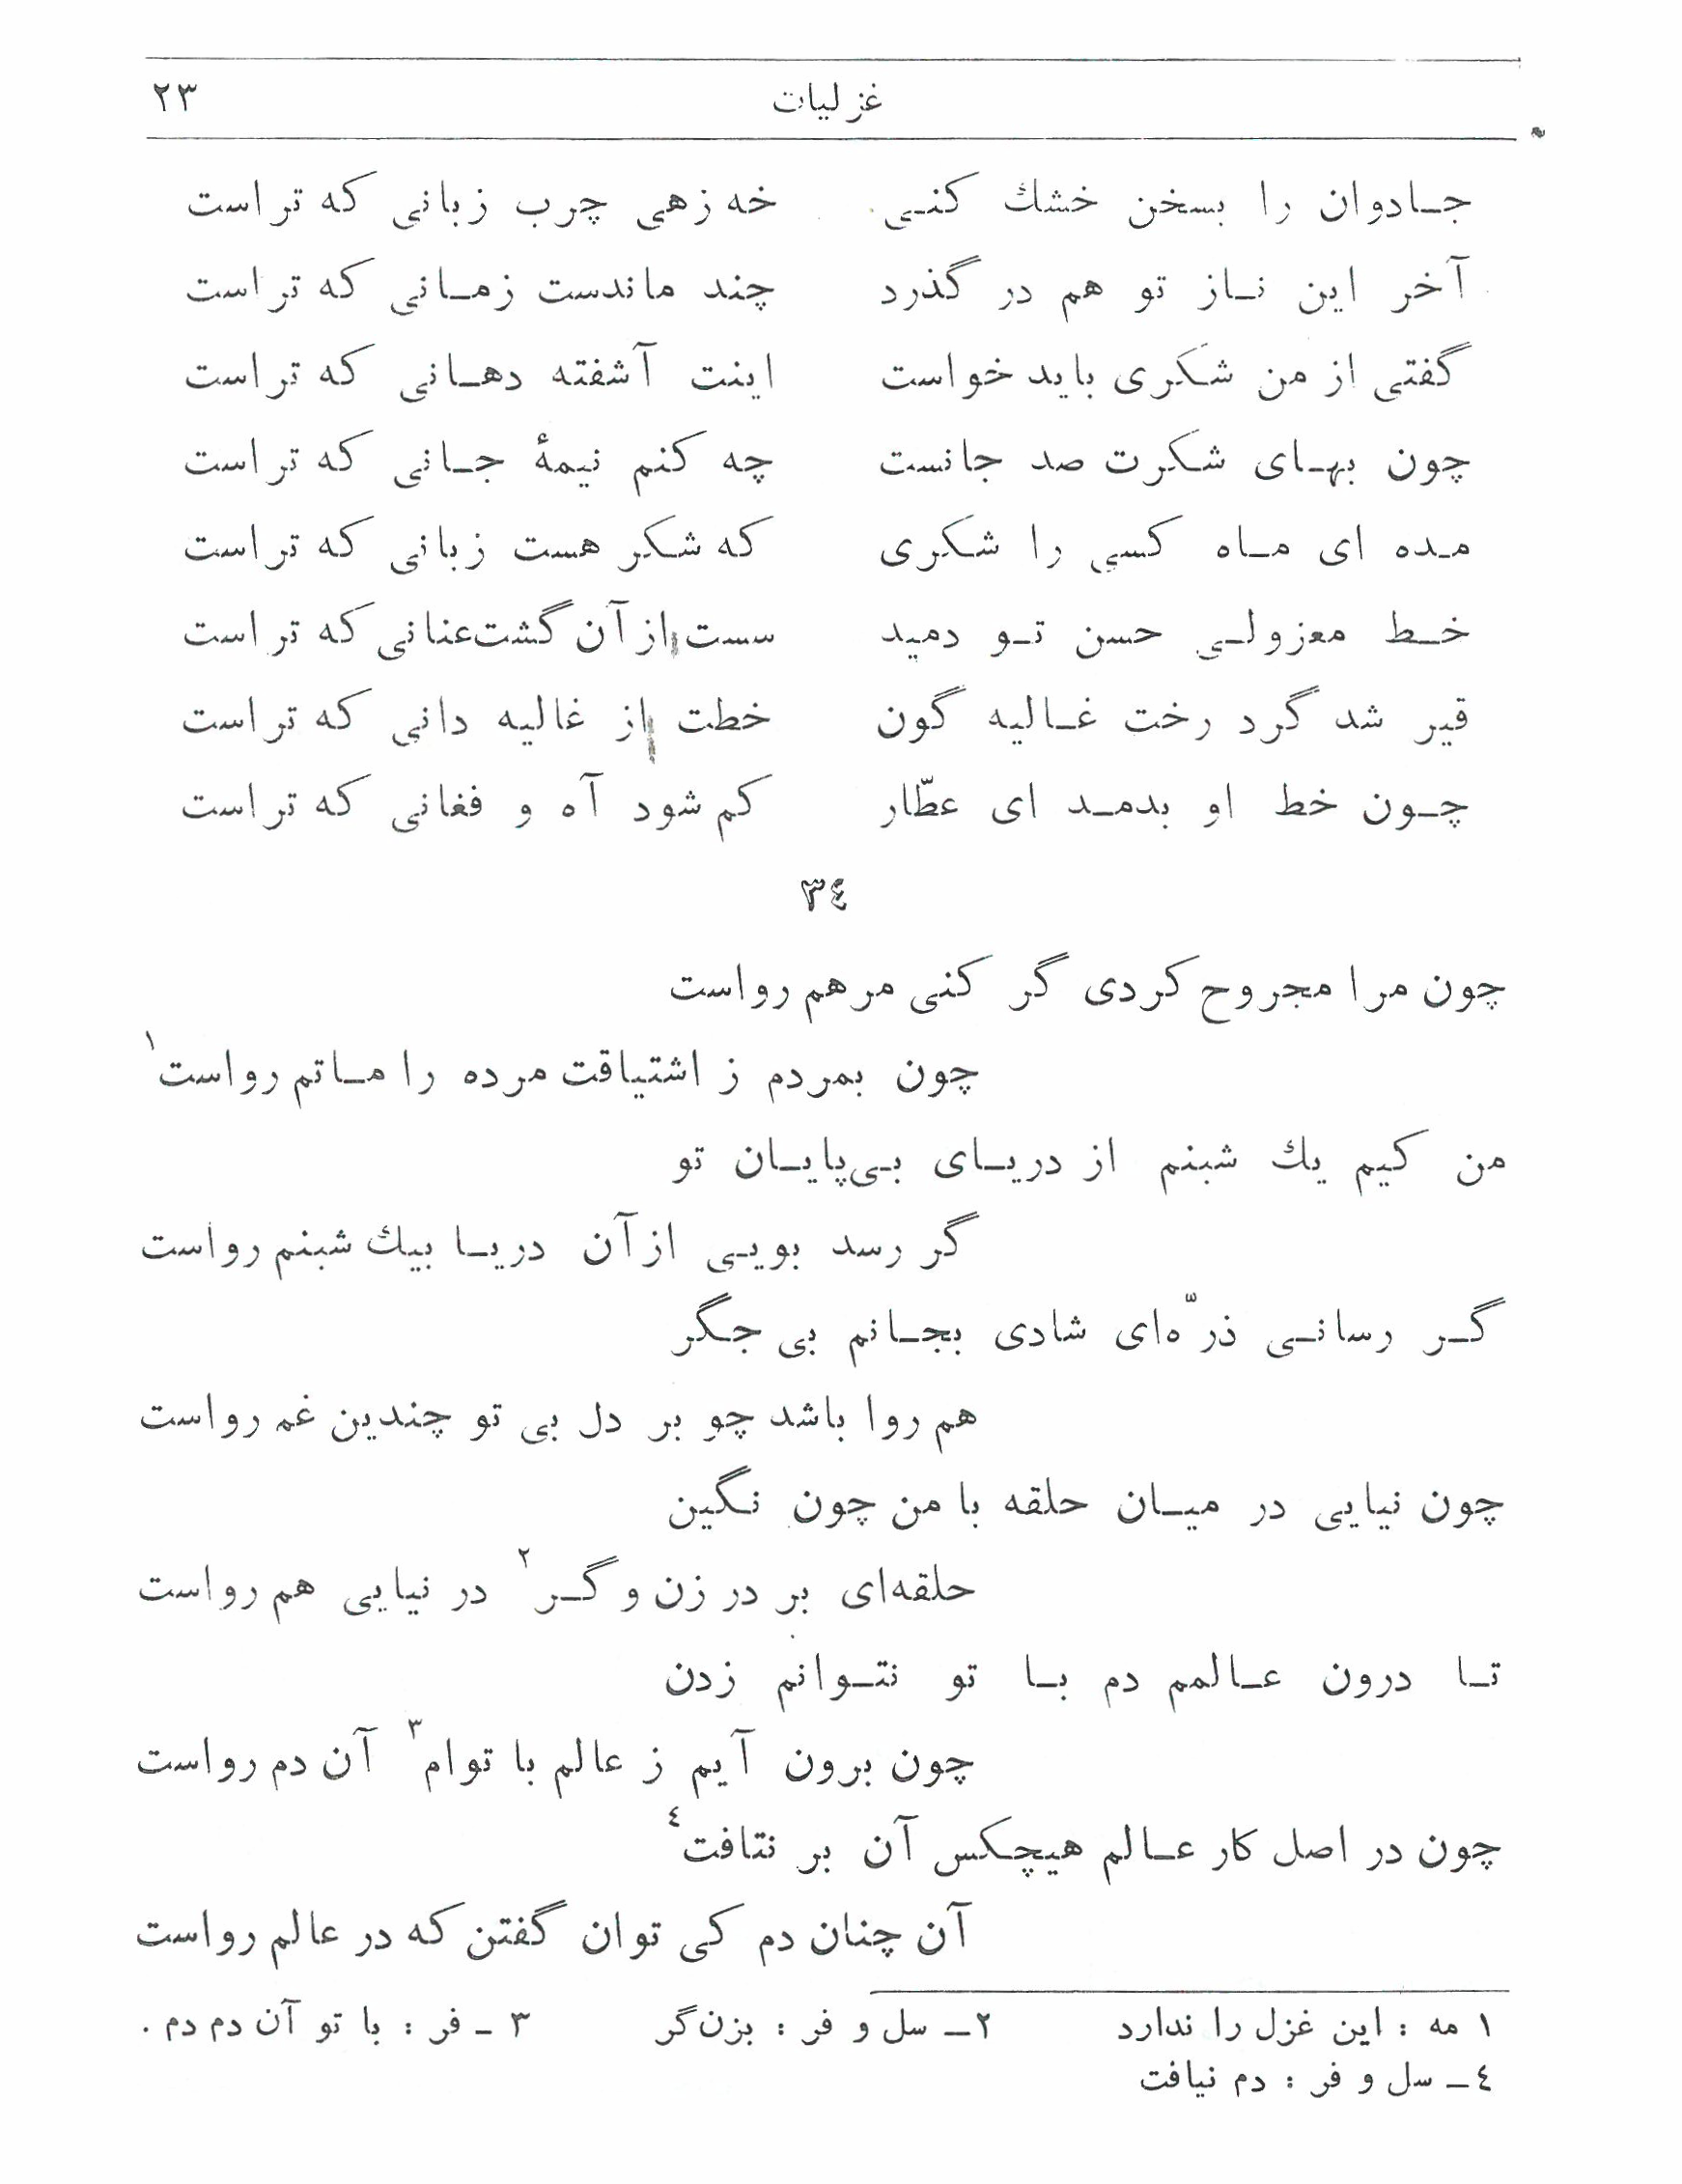 غزلیات ۲۳
جادوان را بسخن خشك كنی خه زهی چرب زبانی كه تراست
آخر این ناز تو هم در گذرد چند ماندست زمانی كه تراست
گفتی از من شكری باید خواست اینت آشفته دهانی كه تراست
چون بهای شكرت صد جانست چه كنم نیمهٔ جانی كه تراست
مده ای ماه كسی را شكری كه شكر هست زبانی كه تراست
خط معزولی حسن تو دمید سست از آن گشت عنانی كه تراست
قیر شد گرد رخت غالیه گون خطت از غالیه دانی كه تراست
چون خط او بدمد ای عطّار كم شود آه و فغانی كه تراست
۳٤
چون مرا مجروح كردی گر كنی مرهم رواست
چون بمردم ز اشتیاقت مرده را ماتم رواست۱
من كیم یك شبنم از دریای بی‌پایان تو
گر رسد بویی از آن دریا بیك شبنم رواست
گر رسانی ذرّه‌ای شادی بجانم بی جگر
هم روا باشد چو بر دل بی تو چندین غم رواست
چون نیایی در میان حلقه با من چون نگین
حلقه‌ای بر در زن و گر۲ در نیایی هم رواست
تا درون عالمم دم با تو نتوانم زدن
چون برون آیم ز عالم با توام۳ آن دم رواست
چون در اصل كار عالم هیچكس آن بر نتافت٤
آن چنان دم كی توان گفتن كه در عالم رواست
۱ مه : این غزل را ندارد ۲ـ سل و فر : بزن گر ۳ ـ فر : با تو آن دم دم .
٤ـ سل و فر : دم نیافت